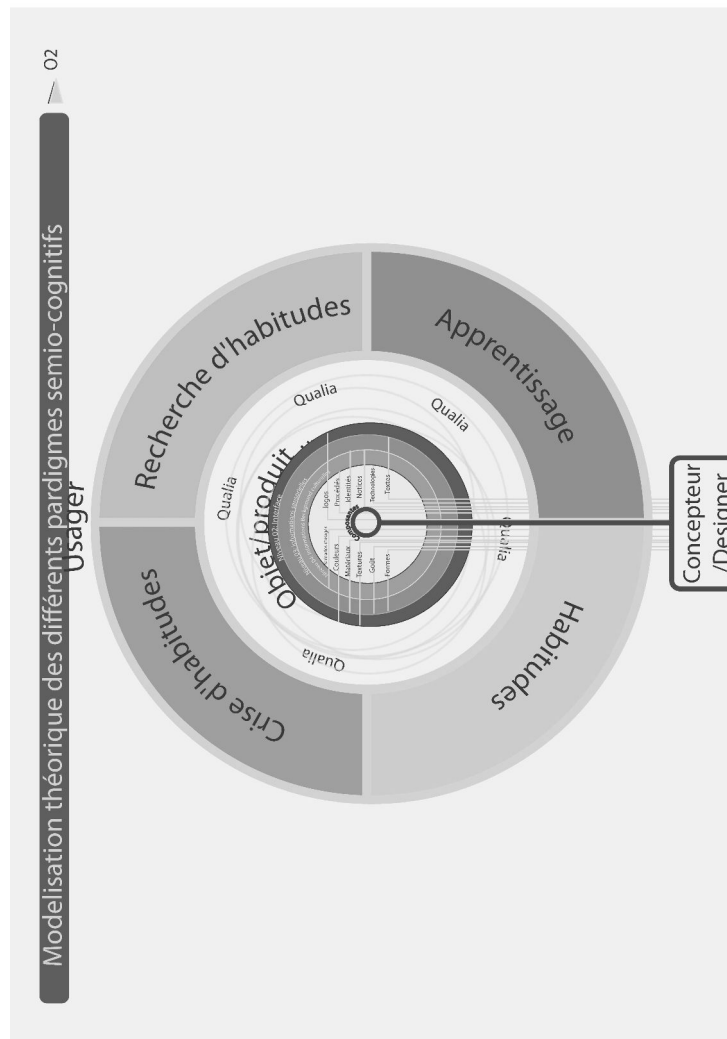 Modelisation théorique des différents pardigmes semio-cognitifs
O2
Usager
Recherche d'habitudes
Apprentissage
Crise d'habitudes
Habitudes
Qualia
Qualia
Qualia
Qualia
Qualia
Objet/produit
Logos
Procédés
Identités
Notices
Technologies
Textes
Couleurs
Matériaux
Textures
Goût
Formes
Concepteur
/Designer